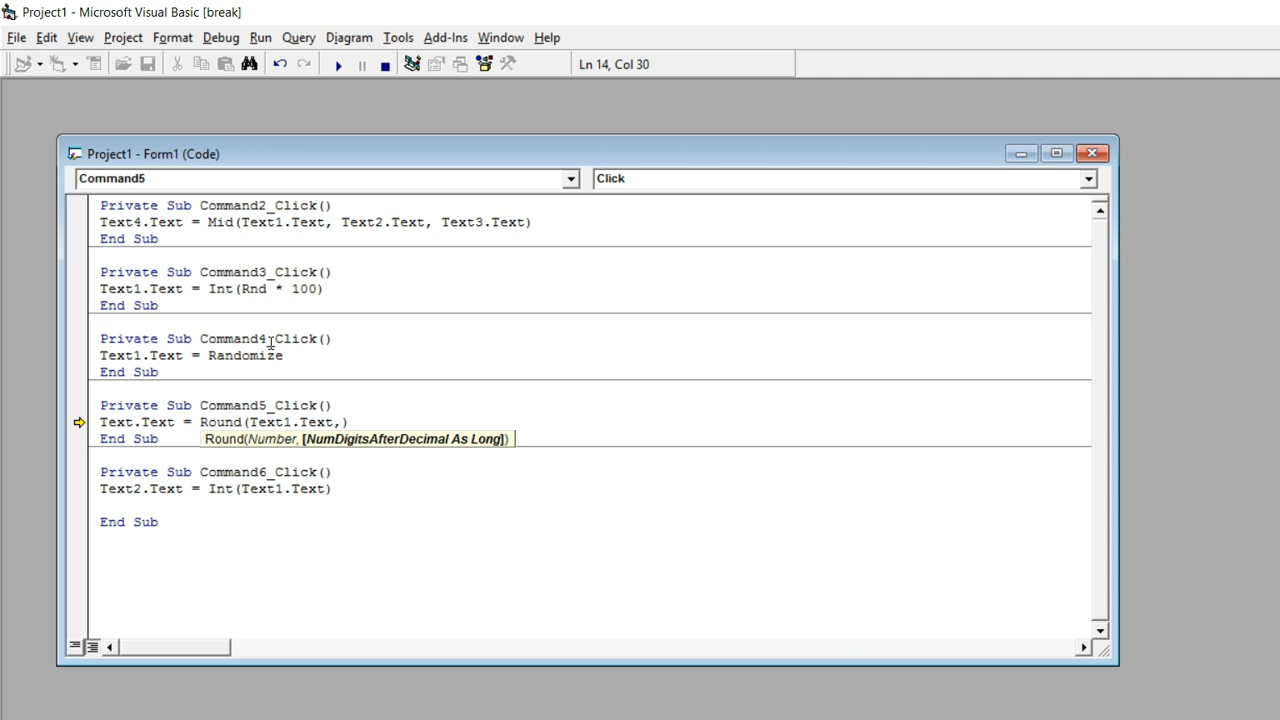 Project1 - Microsoft Visual Basic [break]
File Edit View Project Format Debug Run Query Diagram Tools Add-Ins Window Help
Ln 14, Col 30
Project1 - Form1 (Code)
Command5 Click
Private Sub Command2_Click()
Text4.Text = Mid(Text1.Text, Text2.Text, Text3.Text)
End Sub
Private Sub Command3_Click()
Text1.Text = Int(Rnd * 100)
End Sub
Private Sub Command4_Click()
Text1.Text = Randomize
End Sub
Private Sub Command5_Click()
Text.Text = Round(Text1.Text,)
End Sub Round(Number, [NumDigitsAfterDecimal As Long])
Private Sub Command6_Click()
Text2.Text = Int(Text1.Text)
End Sub